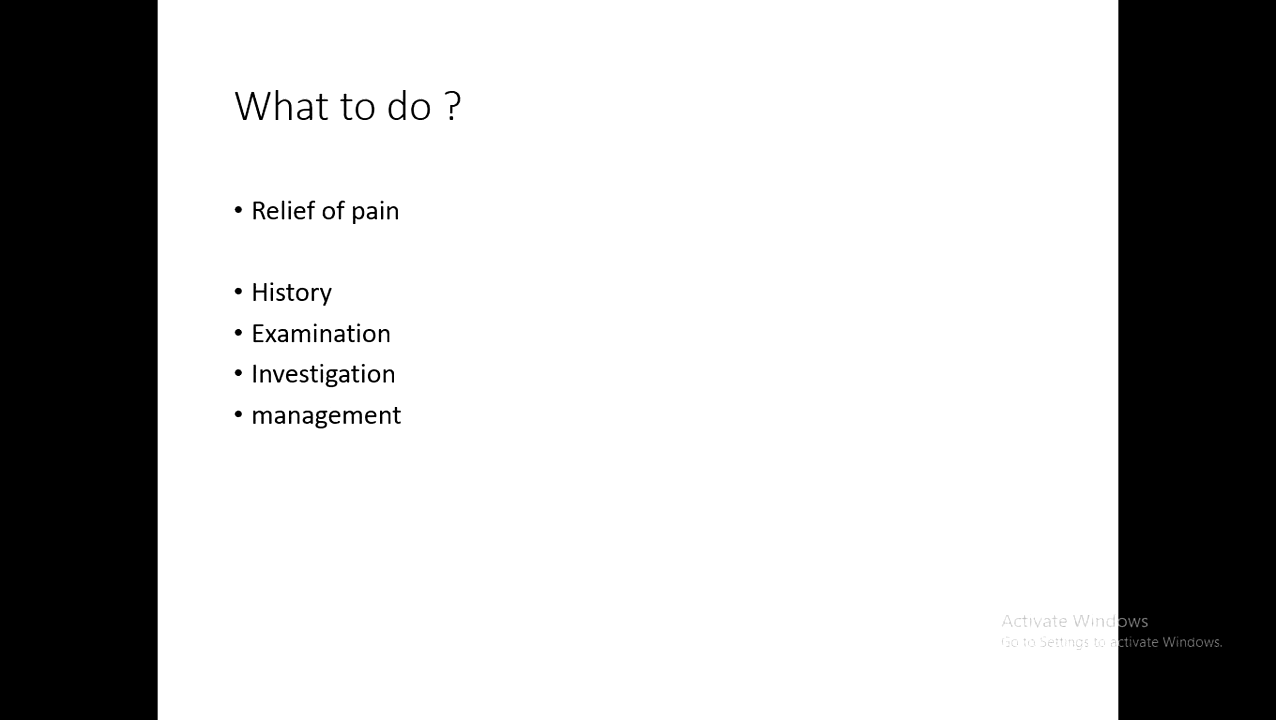 What to do ?
• Relief of pain
• History
• Examination
• Investigation
• management
Activate Windows
Go to Settings to activate Windows.